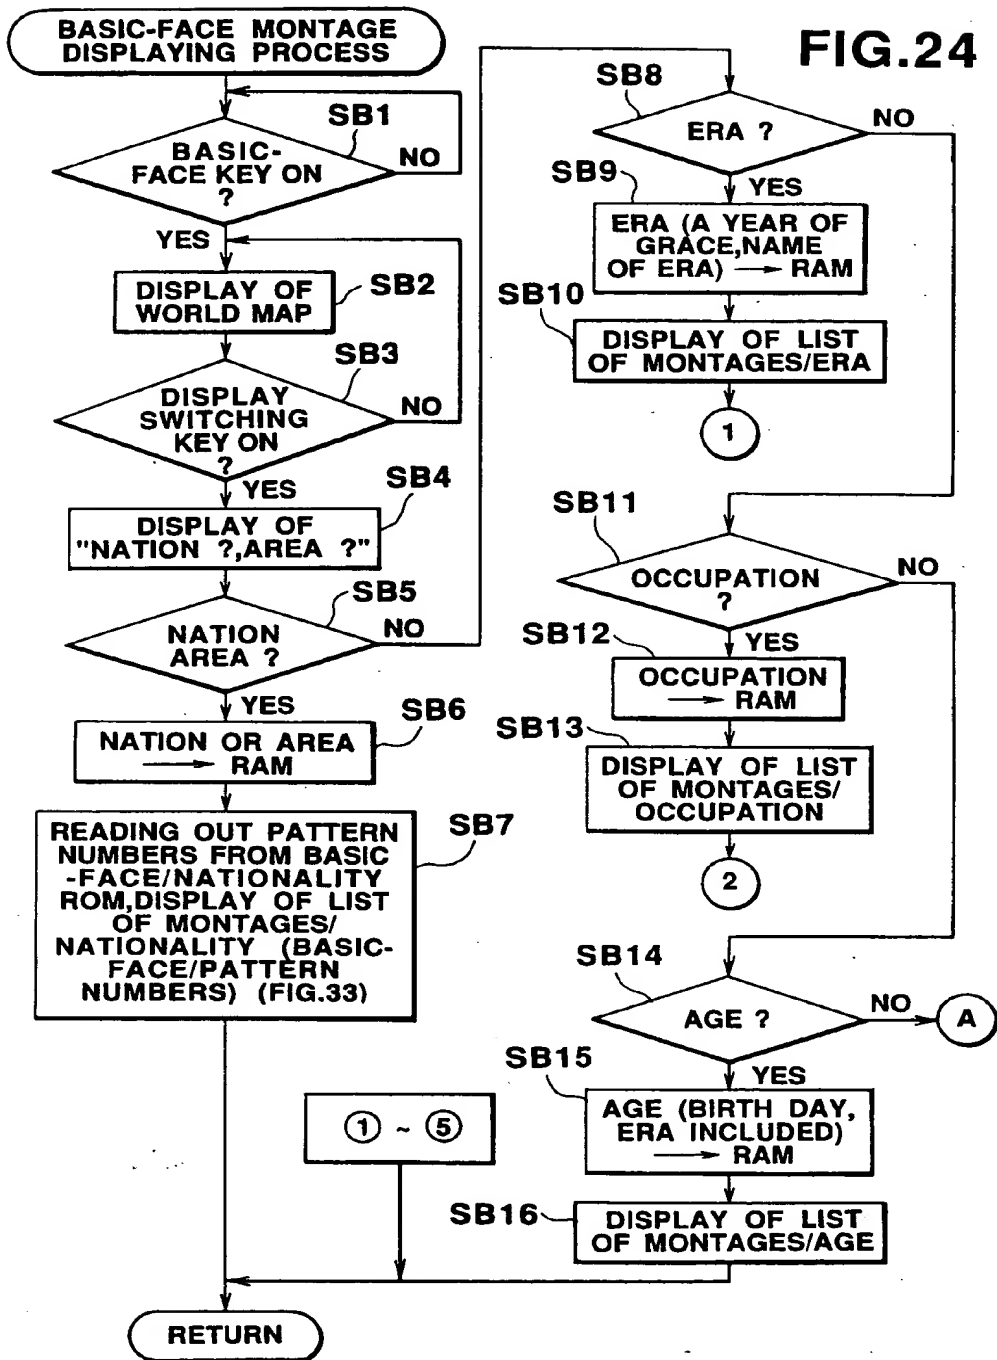 FIG.24
BASIC-FACE MONTAGE
DISPLAYING PROCESS
SB1
BASIC-
FACE KEY ON
?
NO
YES
DISPLAY OF
WORLD MAP
SB2
SB3
DISPLAY
SWITCHING
KEY ON
?
NO
YES
SB4
DISPLAY OF
"NATION ?,AREA ?"
SB5
NATION
AREA ?
NO
YES
SB6
NATION OR AREA
→ RAM
SB7
READING OUT PATTERN
NUMBERS FROM BASIC
-FACE/NATIONALITY
ROM,DISPLAY OF LIST
OF MONTAGES/
NATIONALITY (BASIC-
FACE/PATTERN
NUMBERS) (FIG.33)
① ~ ⑤
RETURN
SB8
ERA ?
NO
YES
SB9
ERA (A YEAR OF
GRACE,NAME
OF ERA) → RAM
SB10
DISPLAY OF LIST
OF MONTAGES/ERA
1
SB11
OCCUPATION
?
NO
YES
SB12
OCCUPATION
→ RAM
SB13
DISPLAY OF LIST
OF MONTAGES/
OCCUPATION
2
SB14
AGE ?
NO
A
YES
SB15
AGE (BIRTH DAY,
ERA INCLUDED)
→ RAM
SB16
DISPLAY OF LIST
OF MONTAGES/AGE